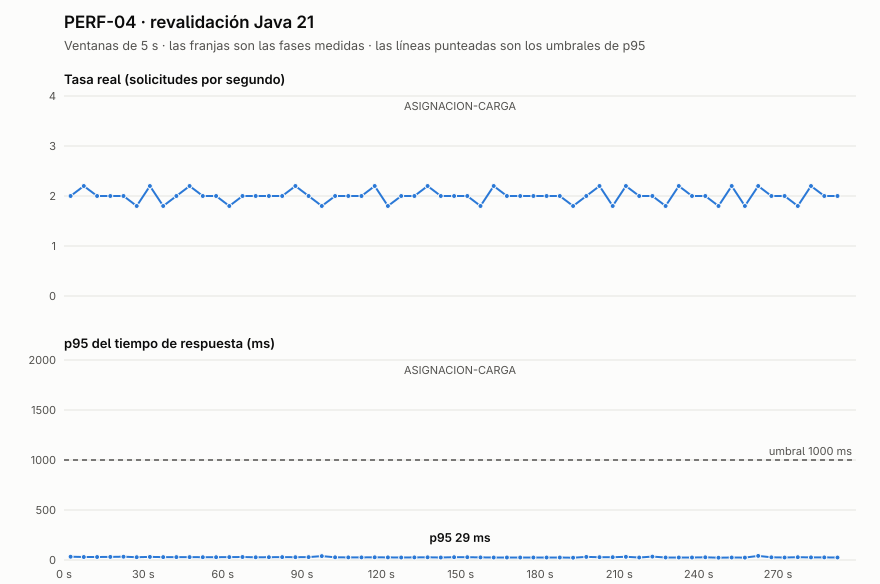 PERF-04 · revalidación Java 21
Ventanas de 5 s · las franjas son las fases medidas · las líneas punteadas son los umbrales de p95
Tasa real (solicitudes por segundo)
4
ASIGNACION-CARGA
3
2
1
0
p95 del tiempo de respuesta (ms)
2000
ASIGNACION-CARGA
1500
umbral 1000 ms
1000
500
p95 29 ms
0
0 s 30 s 60 s 90 s 120 s 150 s 180 s 210 s 240 s 270 s